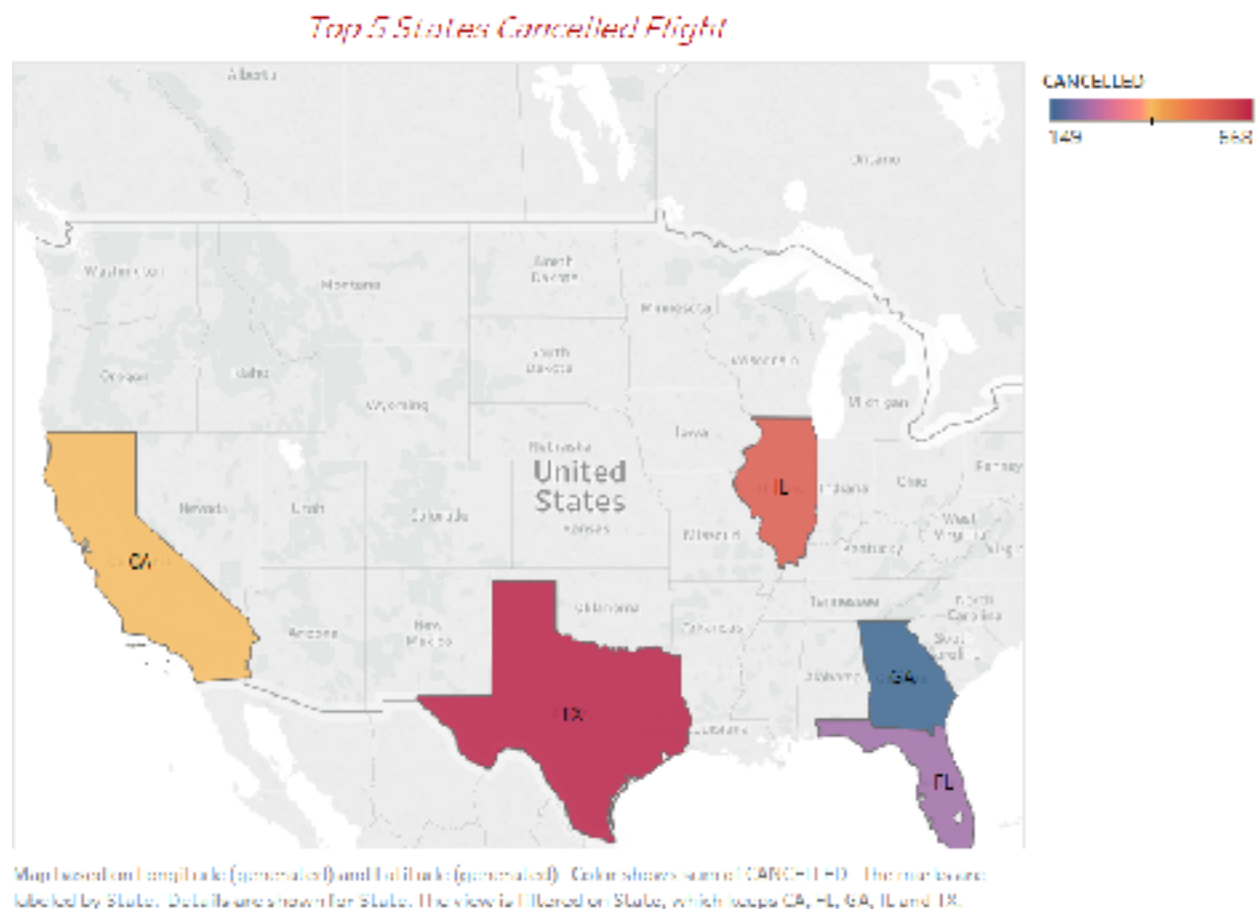 Top 5 States Cancelled Flight
Alberta
CANCELLED
149 668
Ontario
Washington
Montana
North
Dakota
Minnesota
Oregon
Idaho
South
Dakota
Wisconsin
Wyoming
Michigan
Iowa
Nebraska
United
States
Kansas
Nevada
Utah
Colorado
IL
Indiana
Ohio
Penney
Missouri
West
Virginia
Kentucky
CA
Oklahoma
Tennessee
North
Carolina
Arizona
New
Mexico
Arkansas
South
Alabama
GA
TX
Louisiana
FL
Map based on Longitude (generated) and Latitude (generated). Color shows sum of CANCELLED. The marks are
labeled by State. Details are shown for State. The view is filtered on State, which keeps CA, FL, GA, IL and TX.